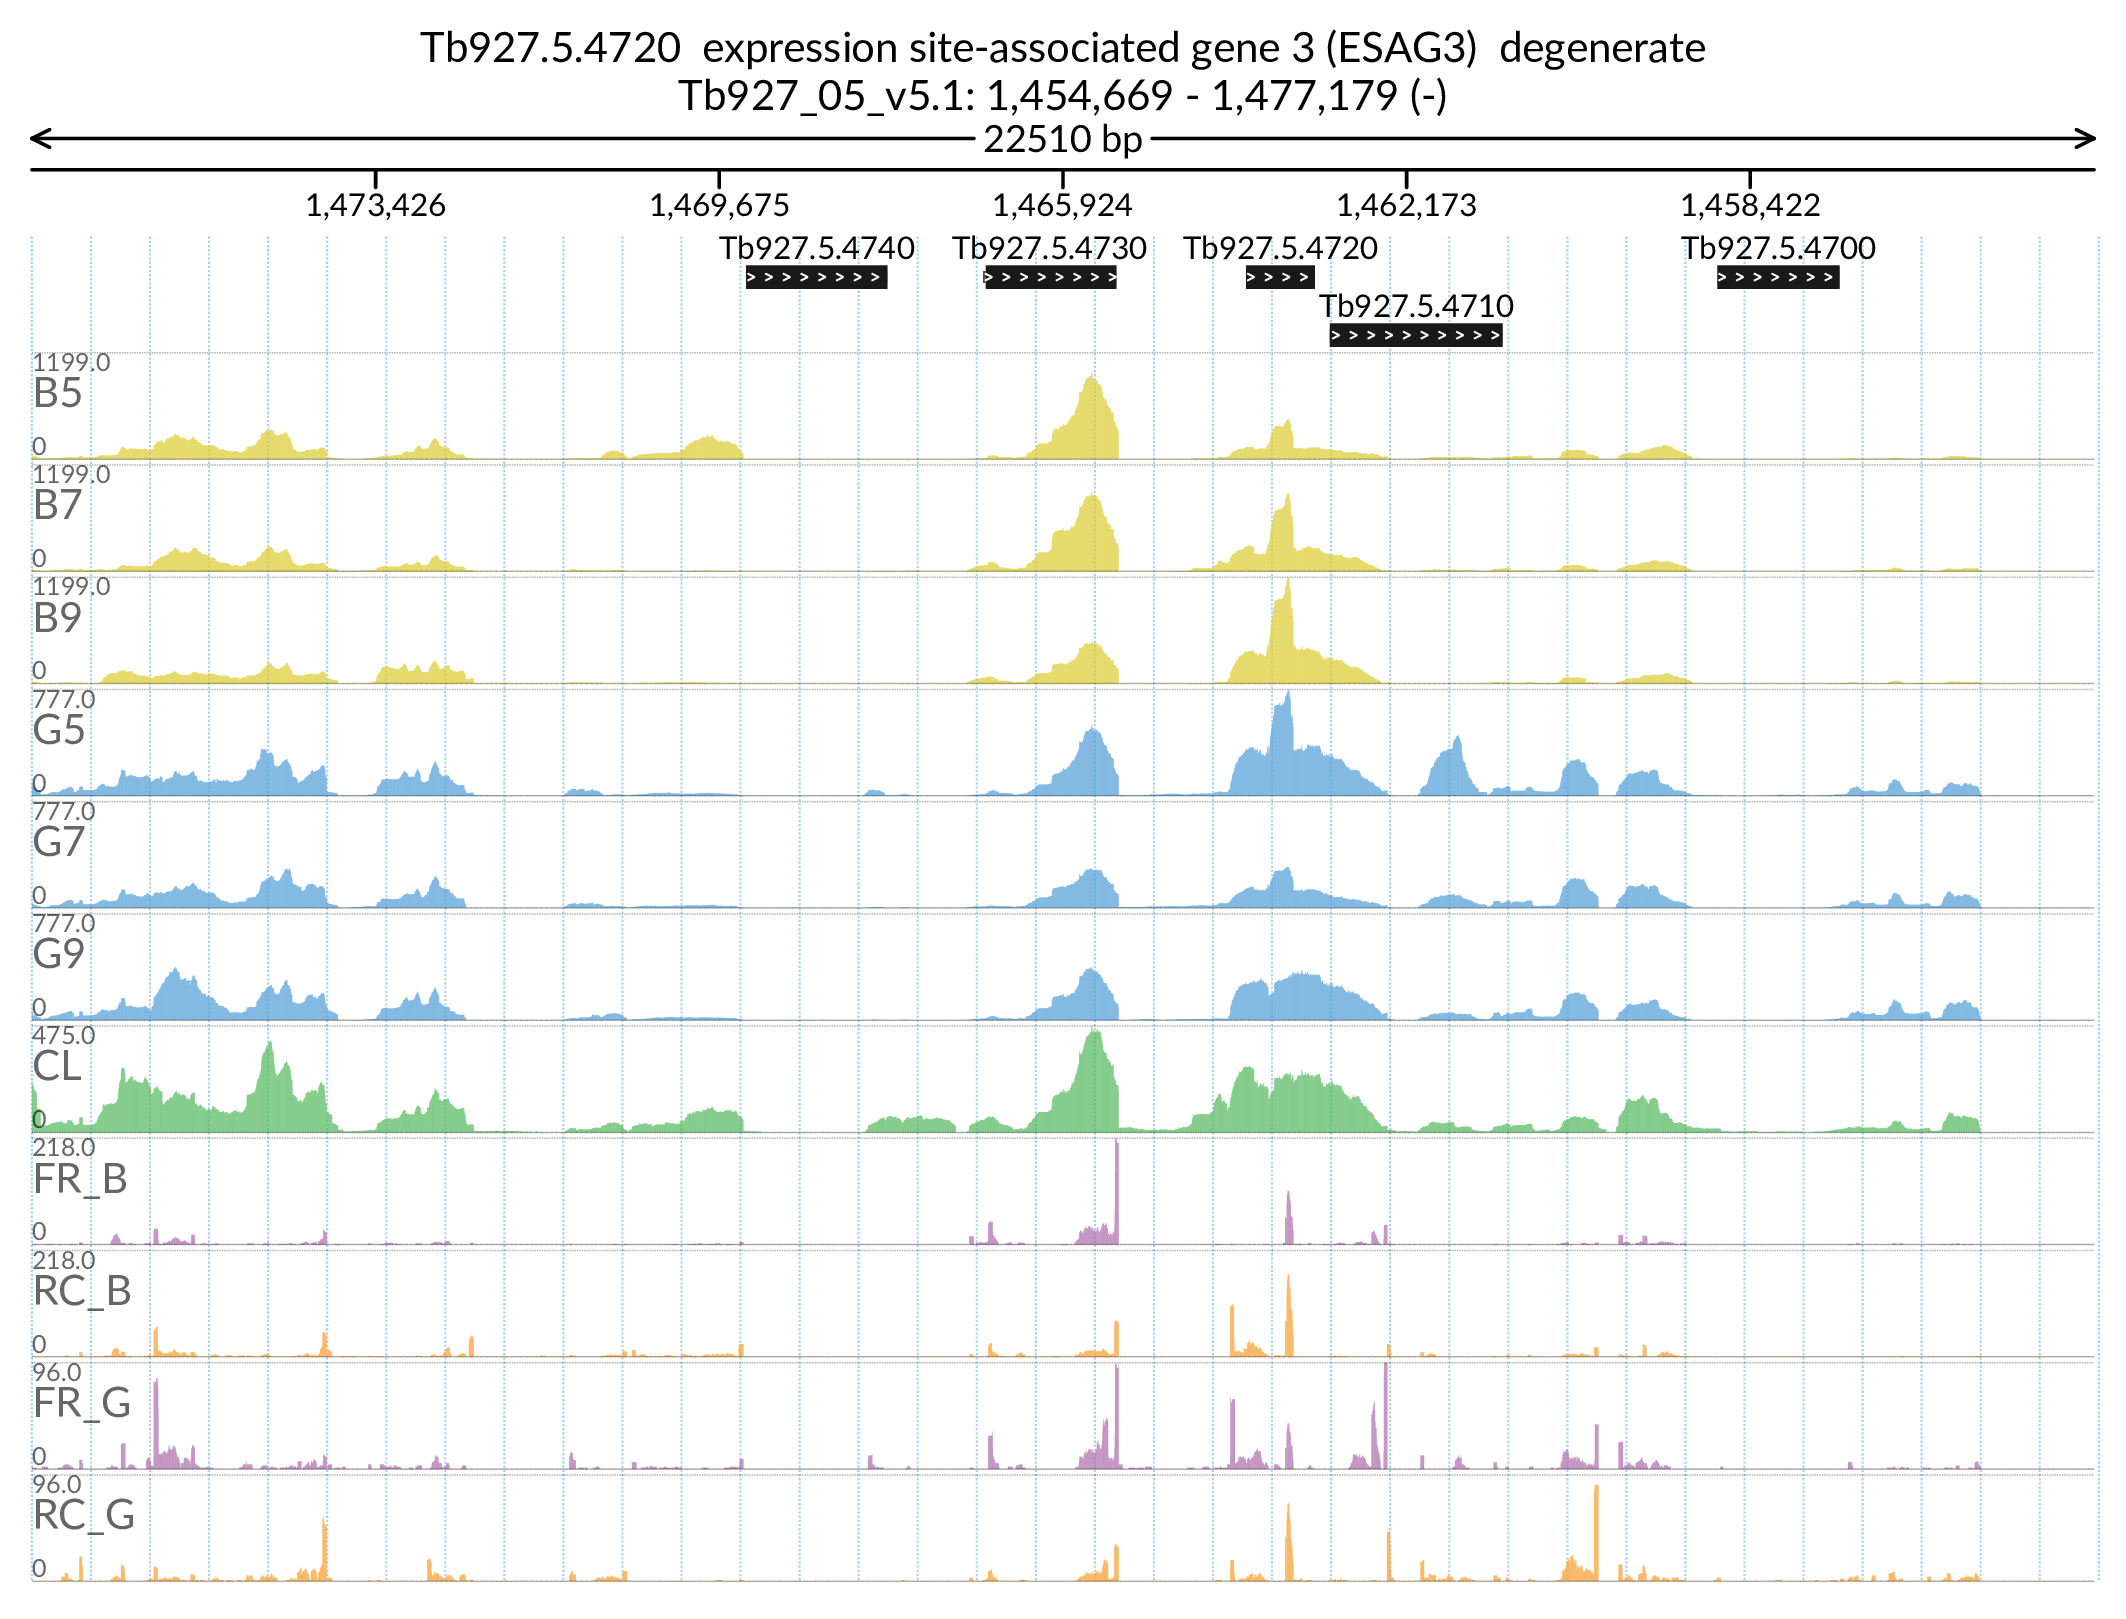 Tb927.5.4720  expression site-associated gene 3 (ESAG3)  degenerate
Tb927_05_v5.1: 1,454,669 - 1,477,179 (-)
22510 bp
1,473,426 1,469,675 1,465,924 1,462,173 1,458,422
Tb927.5.4740 Tb927.5.4730 Tb927.5.4720 Tb927.5.4700
Tb927.5.4710
1199.0
B5
0
1199.0
B7
0
1199.0
B9
0
777.0
G5
0
777.0
G7
0
777.0
G9
0
475.0
CL
0
218.0
FR_B
0
218.0
RC_B
0
96.0
FR_G
0
96.0
RC_G
0